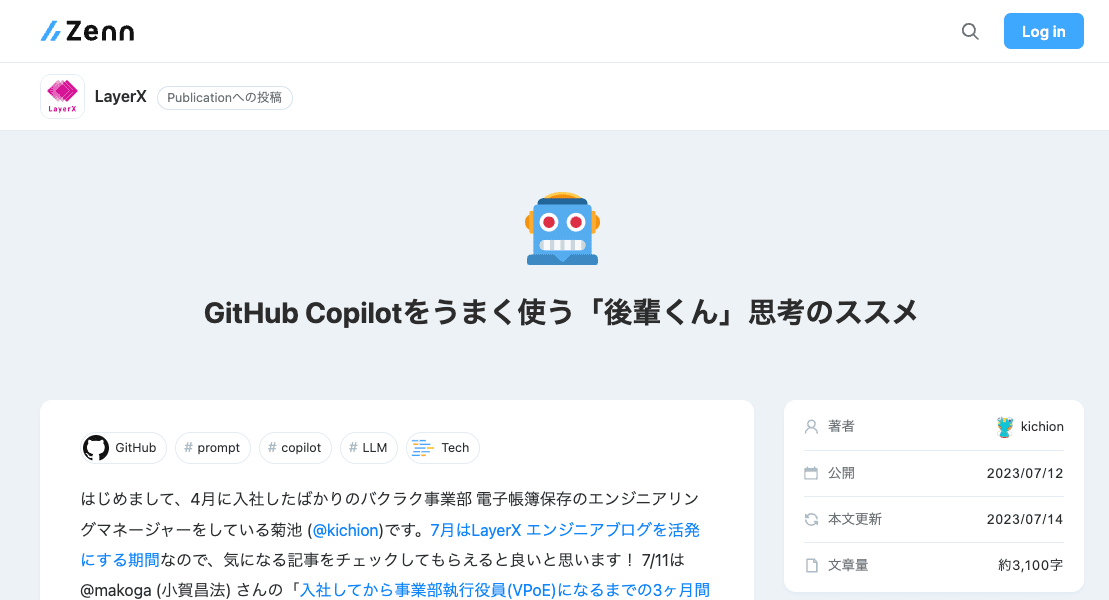 Zenn
Log in
LayerX
LayerX
Publicationへの投稿
GitHub Copilotをうまく使う「後輩くん」思考のススメ
GitHub
# prompt
# copilot
# LLM
Tech
はじめまして、4月に入社したばかりのバクラク事業部 電子帳簿保存のエンジニアリン
グマネージャーをしている菊池 (@kichion)です。7月はLayerX エンジニアブログを活発
にする期間なので、気になる記事をチェックしてもらえると良いと思います！ 7/11は
@makoga (小賀昌法) さんの「入社してから事業部執行役員(VPoE)になるまでの3ヶ月間
著者
kichion
公開
2023/07/12
本文更新
2023/07/14
文章量
約3,100字